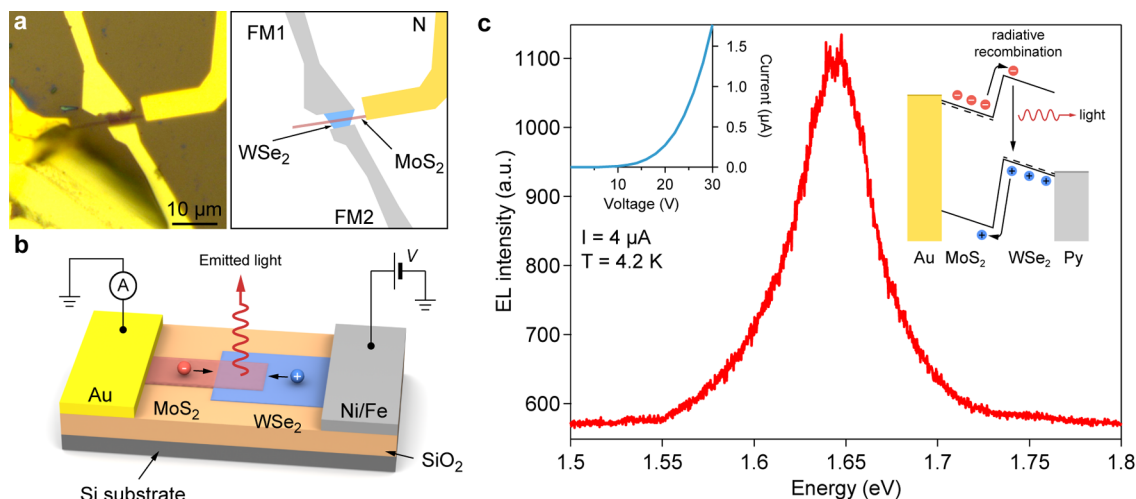 a
10 µm
FM1
N
WSe₂
MoS₂
FM2
b
Emitted light
A
V
−
+
Au
MoS₂
WSe₂
Ni/Fe
SiO₂
Si substrate
c
EL intensity (a.u.)
1100
1000
900
800
700
600
1.5
1.55
1.6
1.65
1.7
1.75
1.8
Energy (eV)
Current (µA)
1.5
1.0
0.5
0.0
10
20
30
Voltage (V)
I = 4 µA
T = 4.2 K
radiative
recombination
light
− − − −
+ + + +
Au MoS₂ WSe₂ Py